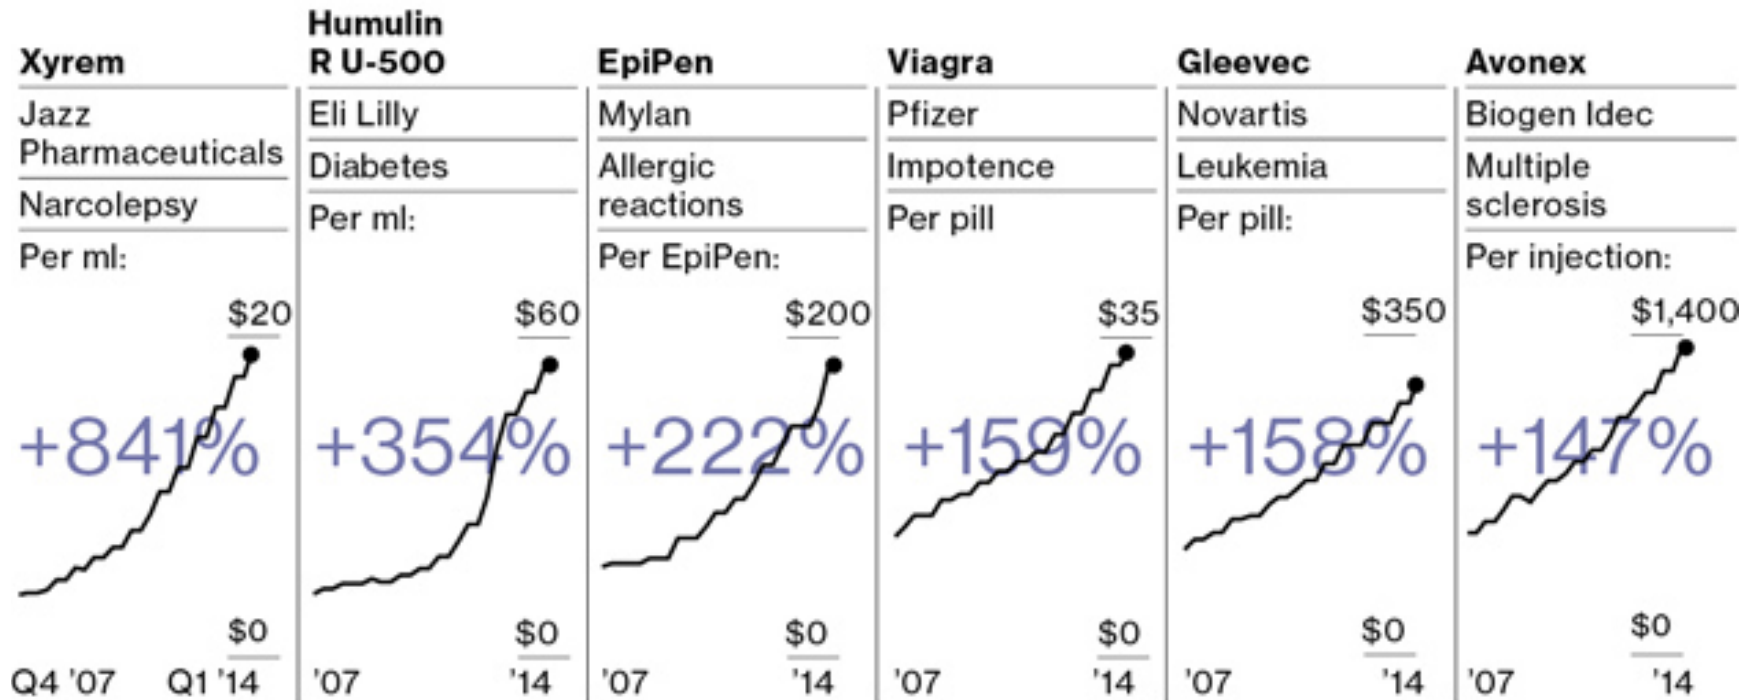 Xyrem
Jazz
Pharmaceuticals
Narcolepsy
Per ml:
$20
+841%
$0
Q4 '07 Q1 '14
Humulin
R U-500
Eli Lilly
Diabetes
Per ml:
$60
+354%
$0
’07 ’14
EpiPen
Mylan
Allergic
reactions
Per EpiPen:
$200
+222%
$0
’07 ’14
Viagra
Pfizer
Impotence
Per pill
$35
+159%
$0
’07 ’14
Gleevec
Novartis
Leukemia
Per pill:
$350
+158%
$0
’07 ’14
Avonex
Biogen Idec
Multiple
sclerosis
Per injection:
$1,400
+147%
$0
’07 ’14